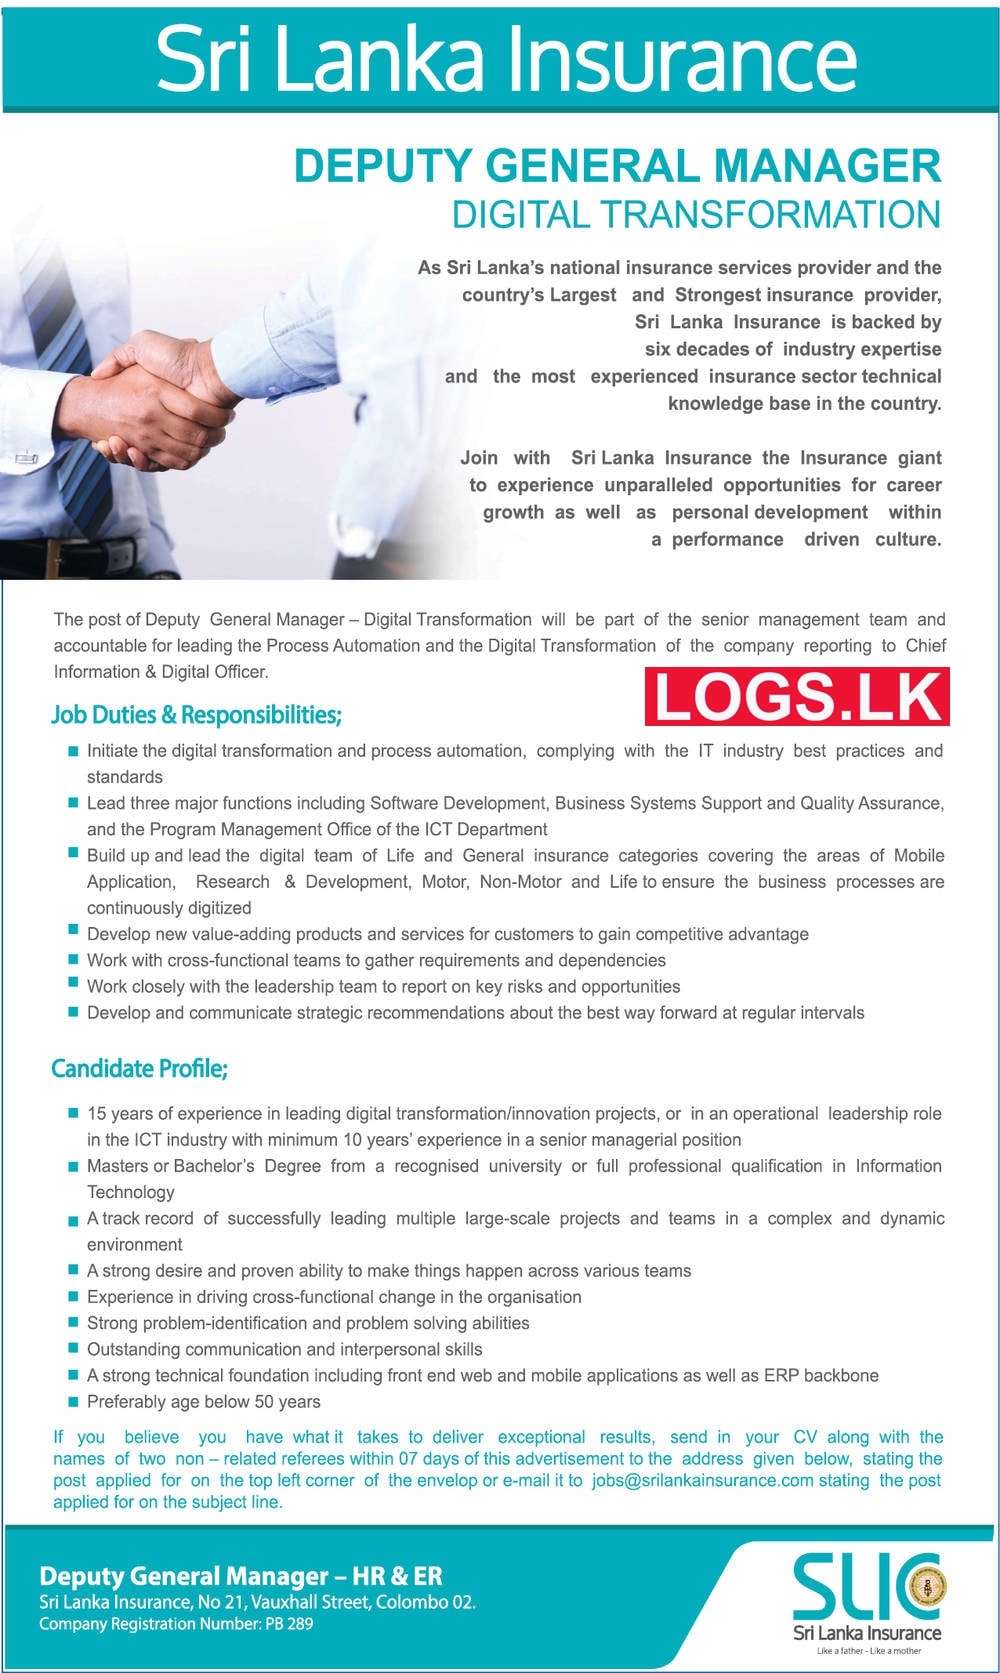 Sri Lanka Insurance
DEPUTY GENERAL MANAGER
DIGITAL TRANSFORMATION
As Sri Lanka's national insurance services provider and the
country's Largest and Strongest insurance provider,
Sri Lanka Insurance is backed by
six decades of industry expertise
and the most experienced insurance sector technical
knowledge base in the country.
Join with Sri Lanka Insurance the Insurance giant
to experience unparalleled opportunities for career
growth as well as personal development within
a performance driven culture.
The post of Deputy General Manager – Digital Transformation will be part of the senior management team and
accountable for leading the Process Automation and the Digital Transformation of the company reporting to Chief
Information & Digital Officer.
LOGS.LK
Job Duties & Responsibilities;
Initiate the digital transformation and process automation, complying with the IT industry best practices and
standards
Lead three major functions including Software Development, Business Systems Support and Quality Assurance,
and the Program Management Office of the ICT Department
Build up and lead the digital team of Life and General insurance categories covering the areas of Mobile
Application, Research & Development, Motor, Non-Motor and Life to ensure the business processes are
continuously digitized
Develop new value-adding products and services for customers to gain competitive advantage
Work with cross-functional teams to gather requirements and dependencies
Work closely with the leadership team to report on key risks and opportunities
Develop and communicate strategic recommendations about the best way forward at regular intervals
Candidate Profile;
15 years of experience in leading digital transformation/innovation projects, or in an operational leadership role
in the ICT industry with minimum 10 years' experience in a senior managerial position
Masters or Bachelor's Degree from a recognised university or full professional qualification in Information
Technology
A track record of successfully leading multiple large-scale projects and teams in a complex and dynamic
environment
A strong desire and proven ability to make things happen across various teams
Experience in driving cross-functional change in the organisation
Strong problem-identification and problem solving abilities
Outstanding communication and interpersonal skills
A strong technical foundation including front end web and mobile applications as well as ERP backbone
Preferably age below 50 years
If you believe you have what it takes to deliver exceptional results, send in your CV along with the
names of two non – related referees within 07 days of this advertisement to the address given below, stating the
post applied for on the top left corner of the envelop or e-mail it to jobs@srilankainsurance.com stating the post
applied for on the subject line.
Deputy General Manager – HR & ER
Sri Lanka Insurance, No 21, Vauxhall Street, Colombo 02.
Company Registration Number: PB 289
SLIC
Sri Lanka Insurance
Like a father - Like a mother